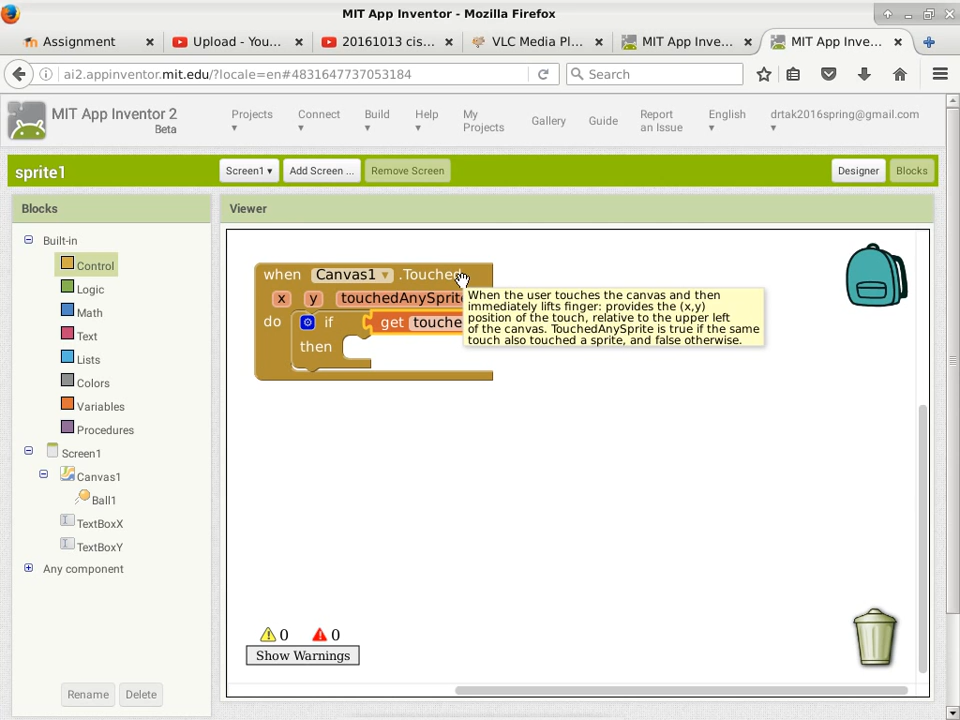 MIT App Inventor - Mozilla Firefox
Assignment
Upload - You...
20161013 cis...
VLC Media Pl...
MIT App Inve...
MIT App Inve...
ai2.appinventor.mit.edu/?locale=en#4831647737053184
Search
MIT App Inventor 2
Beta
Projects
Connect
Build
Help
My Projects
Gallery
Guide
Report an Issue
English
drtak2016spring@gmail.com
sprite1
Screen1
Add Screen ...
Remove Screen
Designer
Blocks
Blocks
Viewer
Built-in
Control
Logic
Math
Text
Lists
Colors
Variables
Procedures
Screen1
Canvas1
Ball1
TextBoxX
TextBoxY
Any component
Rename
Delete
when Canvas1 .Touched
x y touchedAnySprite
do if get touche
then
When the user touches the canvas and then
immediately lifts finger: provides the (x,y)
position of the touch, relative to the upper left
of the canvas. TouchedAnySprite is true if the same
touch also touched a sprite, and false otherwise.
0 0
Show Warnings